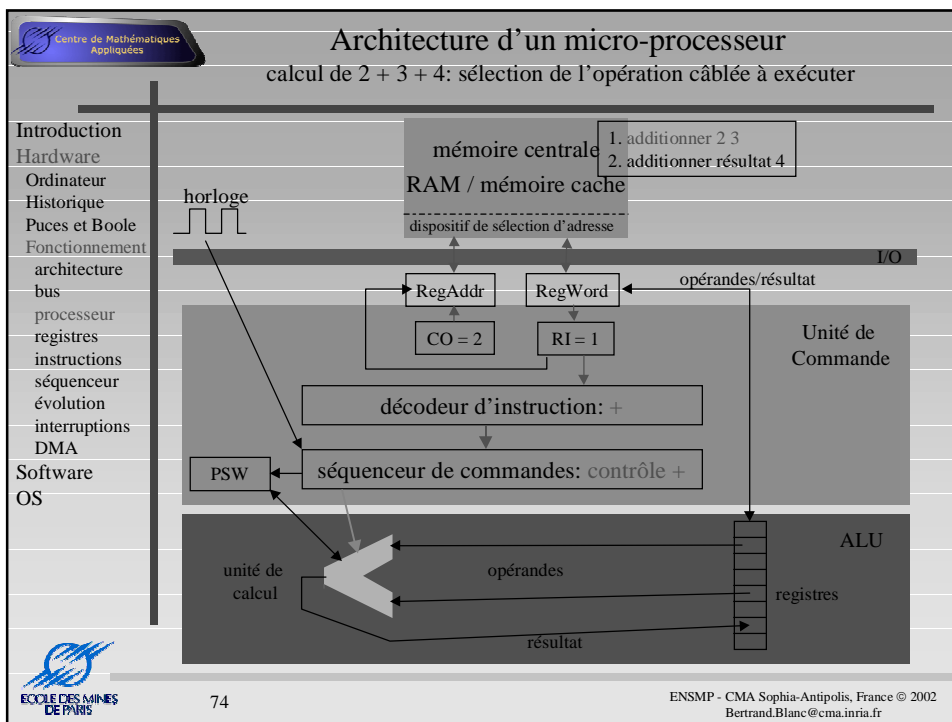 Centre de Mathématiques
Appliquées
Architecture d'un micro-processeur
calcul de 2 + 3 + 4: sélection de l'opération câblée à exécuter
Introduction
Hardware
Ordinateur
Historique
Puces et Boole
Fonctionnement
architecture
bus
processeur
registres
instructions
séquenceur
évolution
interruptions
DMA
Software
OS
horloge
mémoire centrale
RAM / mémoire cache
dispositif de sélection d'adresse
1. additionner 2 3
2. additionner résultat 4
I/O
RegAddr
RegWord
opérandes/résultat
CO = 2
RI = 1
Unité de
Commande
décodeur d'instruction: +
séquenceur de commandes: contrôle +
PSW
ALU
unité de
calcul
opérandes
registres
résultat
ECOLE DES MINES
DE PARIS
74
ENSMP - CMA Sophia-Antipolis, France © 2002
Bertrand.Blanc@cma.inria.fr